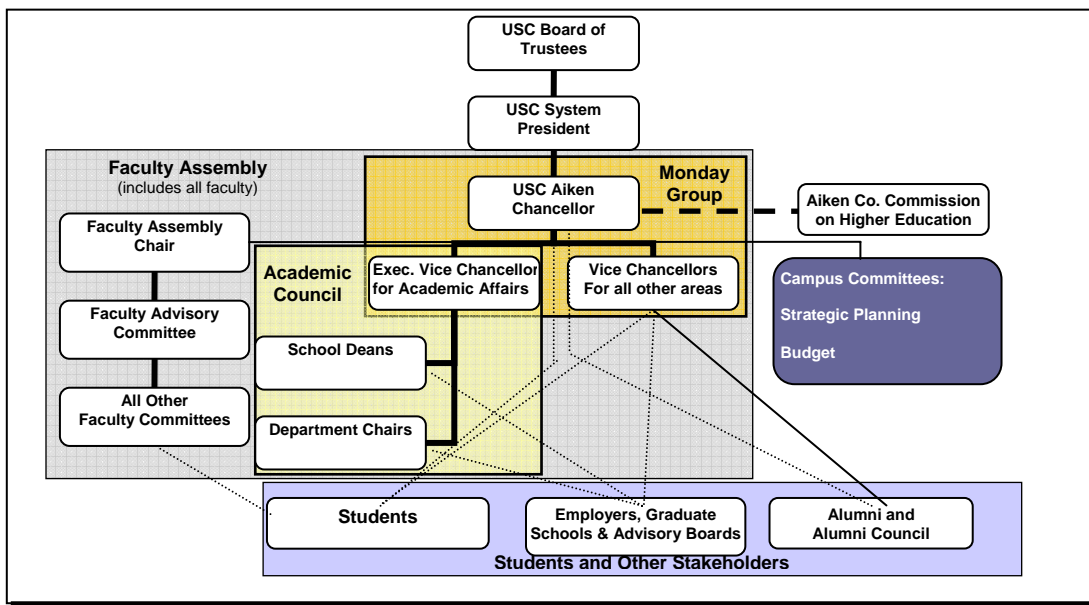 USC Board of
Trustees
USC System
President
Faculty Assembly
(includes all faculty)
Monday
Group
USC Aiken
Chancellor
Aiken Co. Commission
on Higher Education
Faculty Assembly
Chair
Academic
Council
Exec. Vice Chancellor
for Academic Affairs
Vice Chancellors
For all other areas
Campus Committees:
Strategic Planning
Budget
Faculty Advisory
Committee
School Deans
All Other
Faculty Committees
Department Chairs
Students
Employers, Graduate
Schools & Advisory Boards
Alumni and
Alumni Council
Students and Other Stakeholders